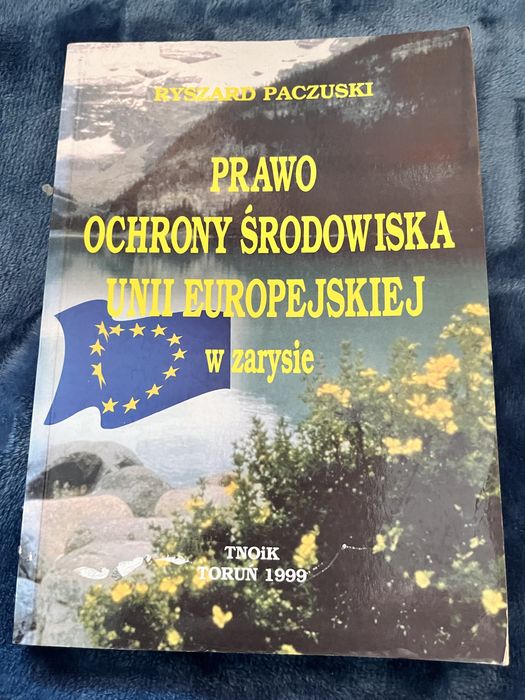 RYSZARD PACZUSKI
PRAWO
OCHRONY ŚRODOWISKA
UNII EUROPEJSKIEJ
w zarysie
TNOiK
TORUŃ 1999